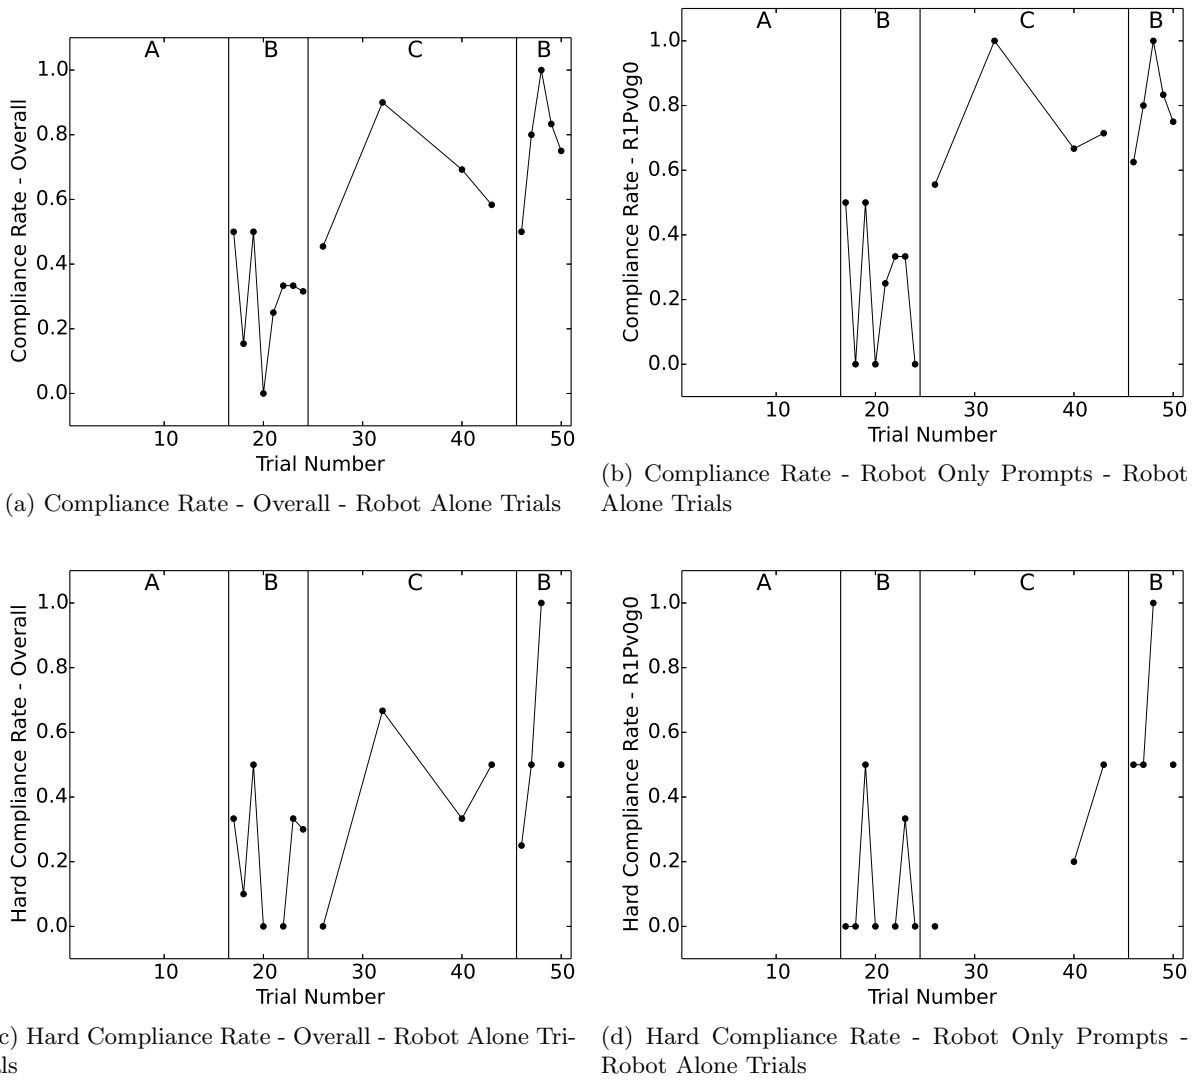 A B C B
Compliance Rate - Overall
1.0
0.8
0.6
0.4
0.2
0.0
10 20 30 40 50
Trial Number
(a) Compliance Rate - Overall - Robot Alone Trials
A B C B
Compliance Rate - R1Pv0g0
1.0
0.8
0.6
0.4
0.2
0.0
10 20 30 40 50
Trial Number
(b) Compliance Rate - Robot Only Prompts - Robot
Alone Trials
A B C B
Hard Compliance Rate - Overall
1.0
0.8
0.6
0.4
0.2
0.0
10 20 30 40 50
Trial Number
c) Hard Compliance Rate - Overall - Robot Alone Tri-
als
A B C B
Hard Compliance Rate - R1Pv0g0
1.0
0.8
0.6
0.4
0.2
0.0
10 20 30 40 50
Trial Number
(d) Hard Compliance Rate - Robot Only Prompts -
Robot Alone Trials